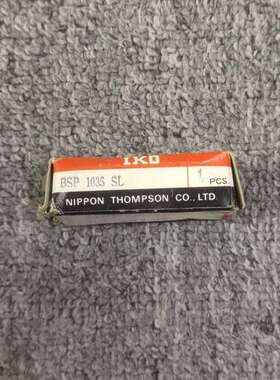 IKO
BSP 1035 SL
1 PCS.
NIPPON THOMPSON CO., LTD